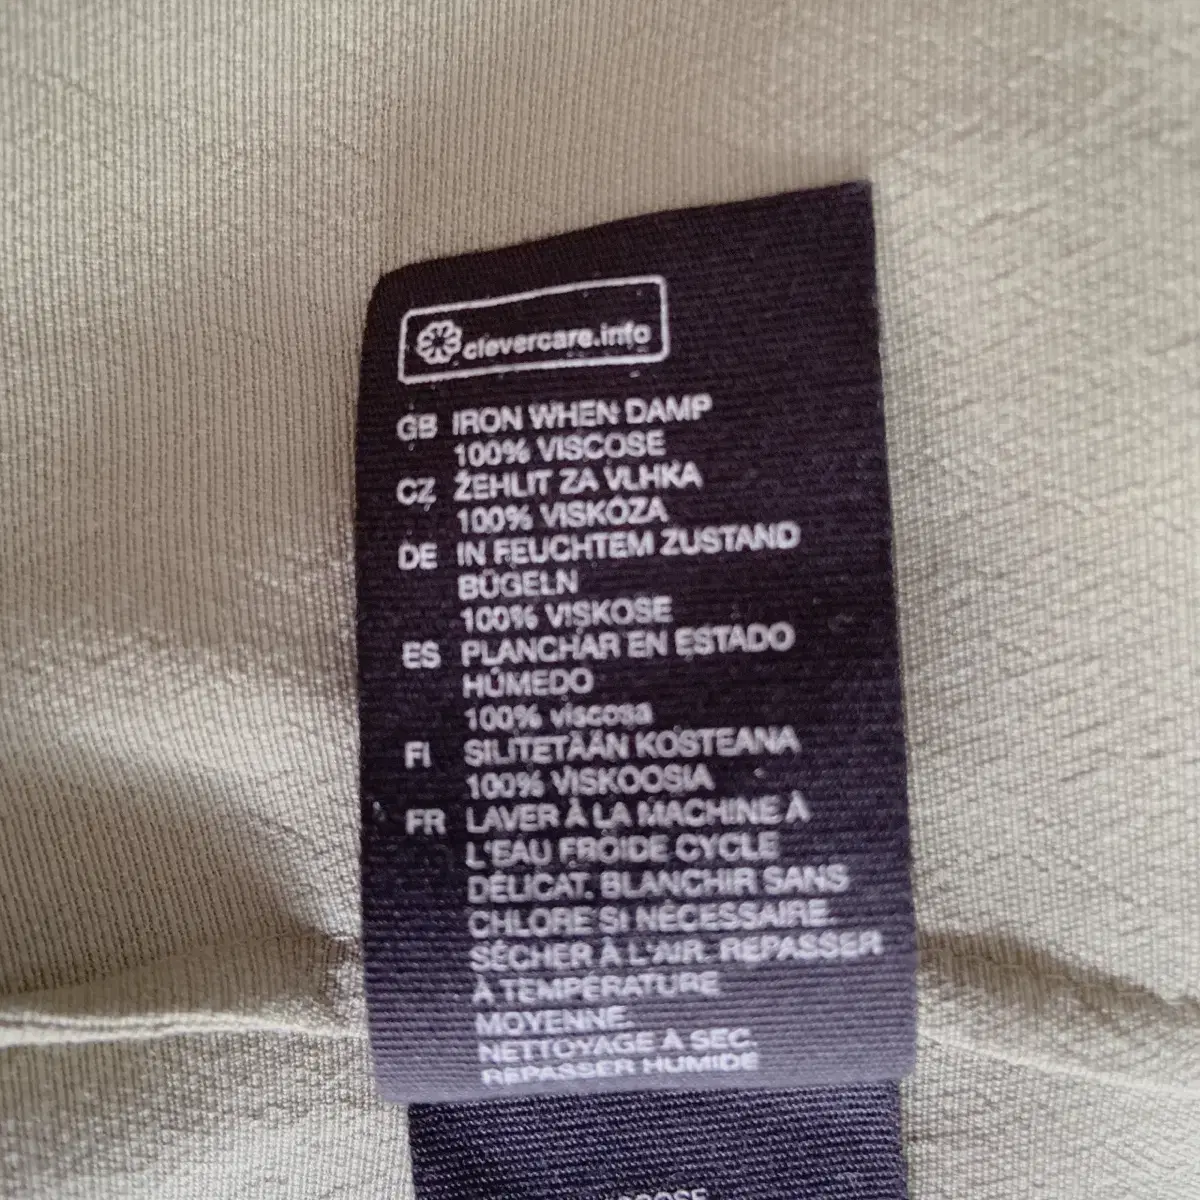 clevercare.info
GB IRON WHEN DAMP
100% VISCOSE
CZ ŽEHLIT ZA VLHKA
100% VISKÓZA
DE IN FEUCHTEM ZUSTAND
BÜGELN
100% VISKOSE
ES PLANCHAR EN ESTADO
HÚMEDO
100% viscosa
FI SILITETÄÄN KOSTEANA
100% VISKOOSIA
FR LAVER À LA MACHINE À
L'EAU FROIDE CYCLE
DÉLICAT. BLANCHIR SANS
CHLORE SI NÉCESSAIRE.
SÉCHER À L'AIR. REPASSER
À TEMPÉRATURE
MOYENNE.
NETTOYAGE À SEC.
REPASSER HUMIDE